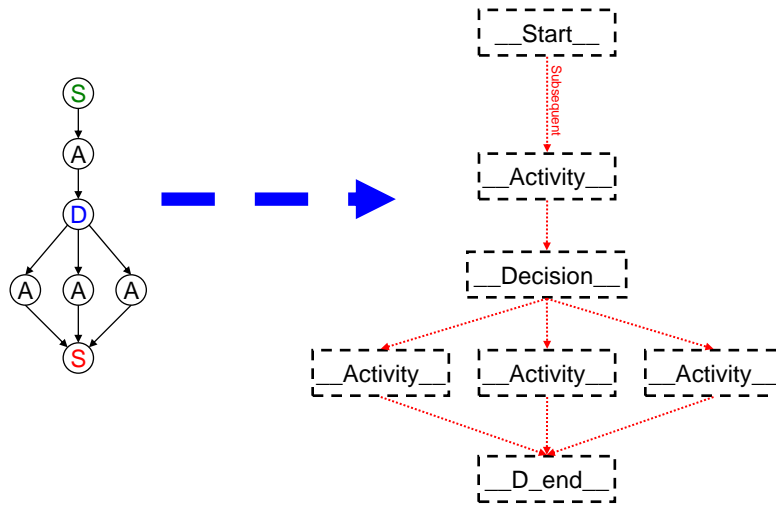 S
A
D
A A A
S
__Start__
Subsequent
__Activity__
__Decision__
__Activity__ __Activity__ __Activity__
__D_end__